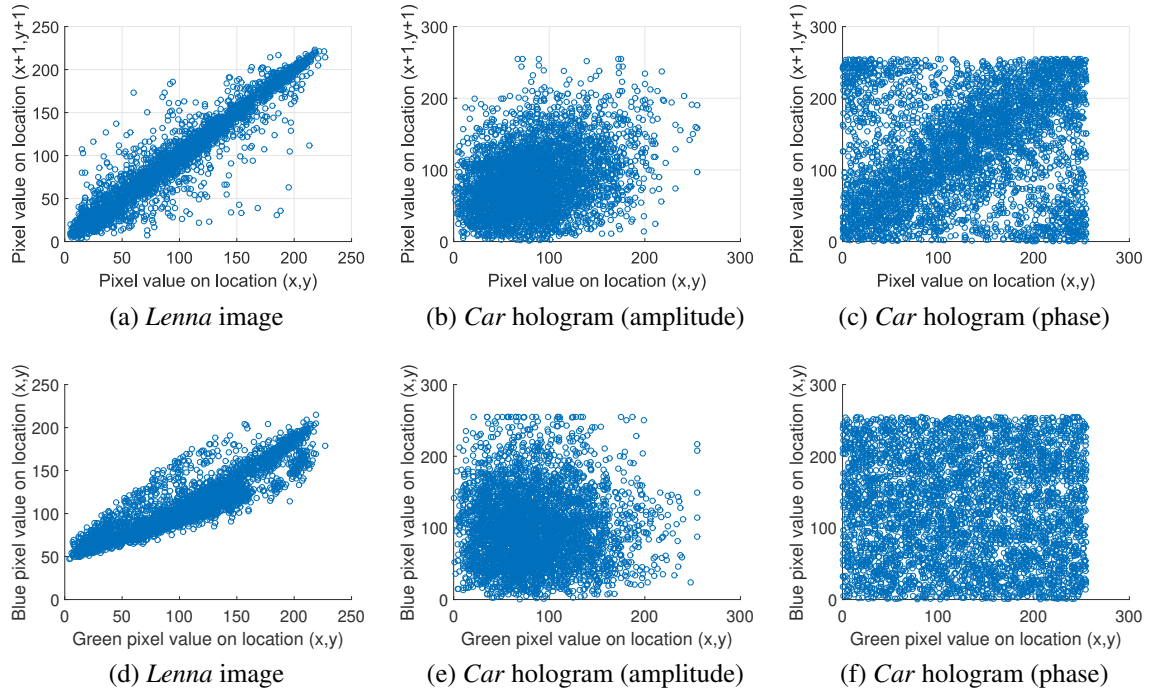 Pixel value on location (x+1,y+1)
250
200
150
100
50
0
0 50 100 150 200 250
Pixel value on location (x,y)
(a) Lenna image
Pixel value on location (x+1,y+1)
300
200
100
0
0 100 200 300
Pixel value on location (x,y)
(b) Car hologram (amplitude)
Pixel value on location (x+1,y+1)
300
200
100
0
0 100 200 300
Pixel value on location (x,y)
(c) Car hologram (phase)
Blue pixel value on location (x,y)
250
200
150
100
50
0
0 50 100 150 200 250
Green pixel value on location (x,y)
(d) Lenna image
Blue pixel value on location (x,y)
300
200
100
0
0 100 200 300
Green pixel value on location (x,y)
(e) Car hologram (amplitude)
Blue pixel value on location (x,y)
300
200
100
0
0 100 200 300
Green pixel value on location (x,y)
(f) Car hologram (phase)